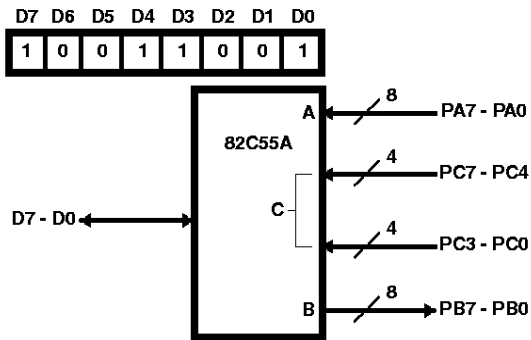 D7 D6 D5 D4 D3 D2 D1 D0
1 0 0 1 1 0 0 1
A 8 PA7 - PA0
82C55A
4 PC7 - PC4
C
D7 - D0
4 PC3 - PC0
B 8 PB7 - PB0